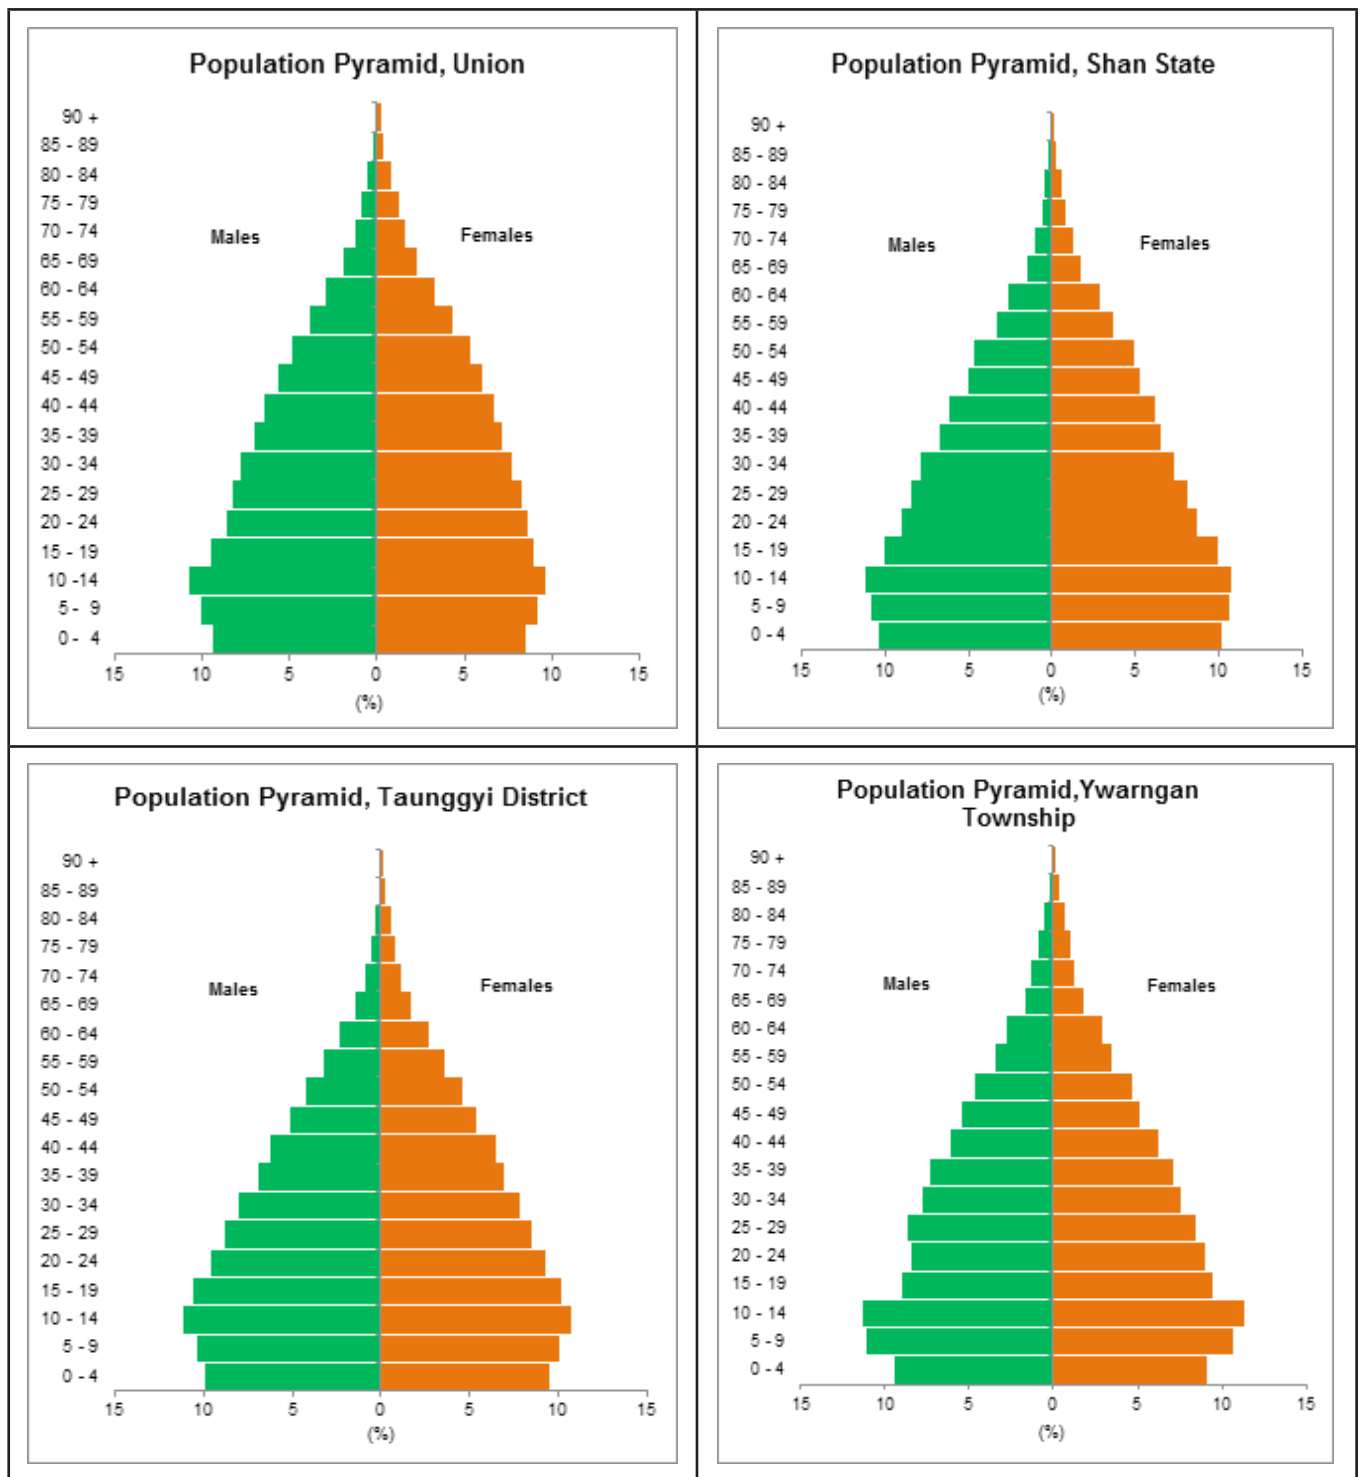 Population Pyramid, Union
90 +
85 - 89
80 - 84
75 - 79
70 - 74
65 - 69
60 - 64
55 - 59
50 - 54
45 - 49
40 - 44
35 - 39
30 - 34
25 - 29
20 - 24
15 - 19
10 -14
5 - 9
0 - 4
Males
Females
15 10 5 0 5 10 15
(%)
Population Pyramid, Shan State
90 +
85 - 89
80 - 84
75 - 79
70 - 74
65 - 69
60 - 64
55 - 59
50 - 54
45 - 49
40 - 44
35 - 39
30 - 34
25 - 29
20 - 24
15 - 19
10 - 14
5 - 9
0 - 4
Males
Females
15 10 5 0 5 10 15
(%)
Population Pyramid, Taunggyi District
90 +
85 - 89
80 - 84
75 - 79
70 - 74
65 - 69
60 - 64
55 - 59
50 - 54
45 - 49
40 - 44
35 - 39
30 - 34
25 - 29
20 - 24
15 - 19
10 - 14
5 - 9
0 - 4
Males
Females
15 10 5 0 5 10 15
(%)
Population Pyramid,Ywarngan
Township
90 +
85 - 89
80 - 84
75 - 79
70 - 74
65 - 69
60 - 64
55 - 59
50 - 54
45 - 49
40 - 44
35 - 39
30 - 34
25 - 29
20 - 24
15 - 19
10 - 14
5 - 9
0 - 4
Males
Females
15 10 5 0 5 10 15
(%)